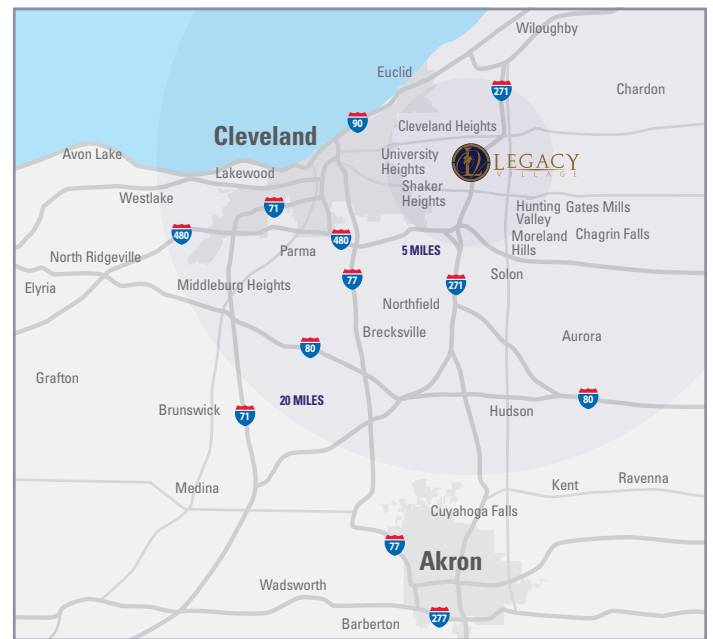 Wiloughby
Euclid
271
Chardon
90
Cleveland Heights
Cleveland
Avon Lake
University
Heights
LEGACY
VILLAGE
Lakewood
Shaker
Heights
Westlake
71
Hunting
Valley
Gates Mills
480
480
Moreland
Hills
Chagrin Falls
Parma
5 MILES
North Ridgeville
77
Solon
Elyria
Middleburg Heights
271
Northfield
Brecksville
Aurora
80
Grafton
20 MILES
80
Brunswick
71
Hudson
Medina
Kent
Ravenna
Cuyahoga Falls
77
Akron
Wadsworth
277
Barberton